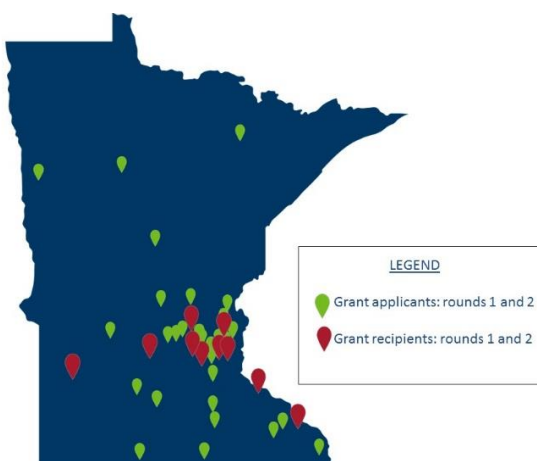 LEGEND
Grant applicants: rounds 1 and 2
Grant recipients: rounds 1 and 2